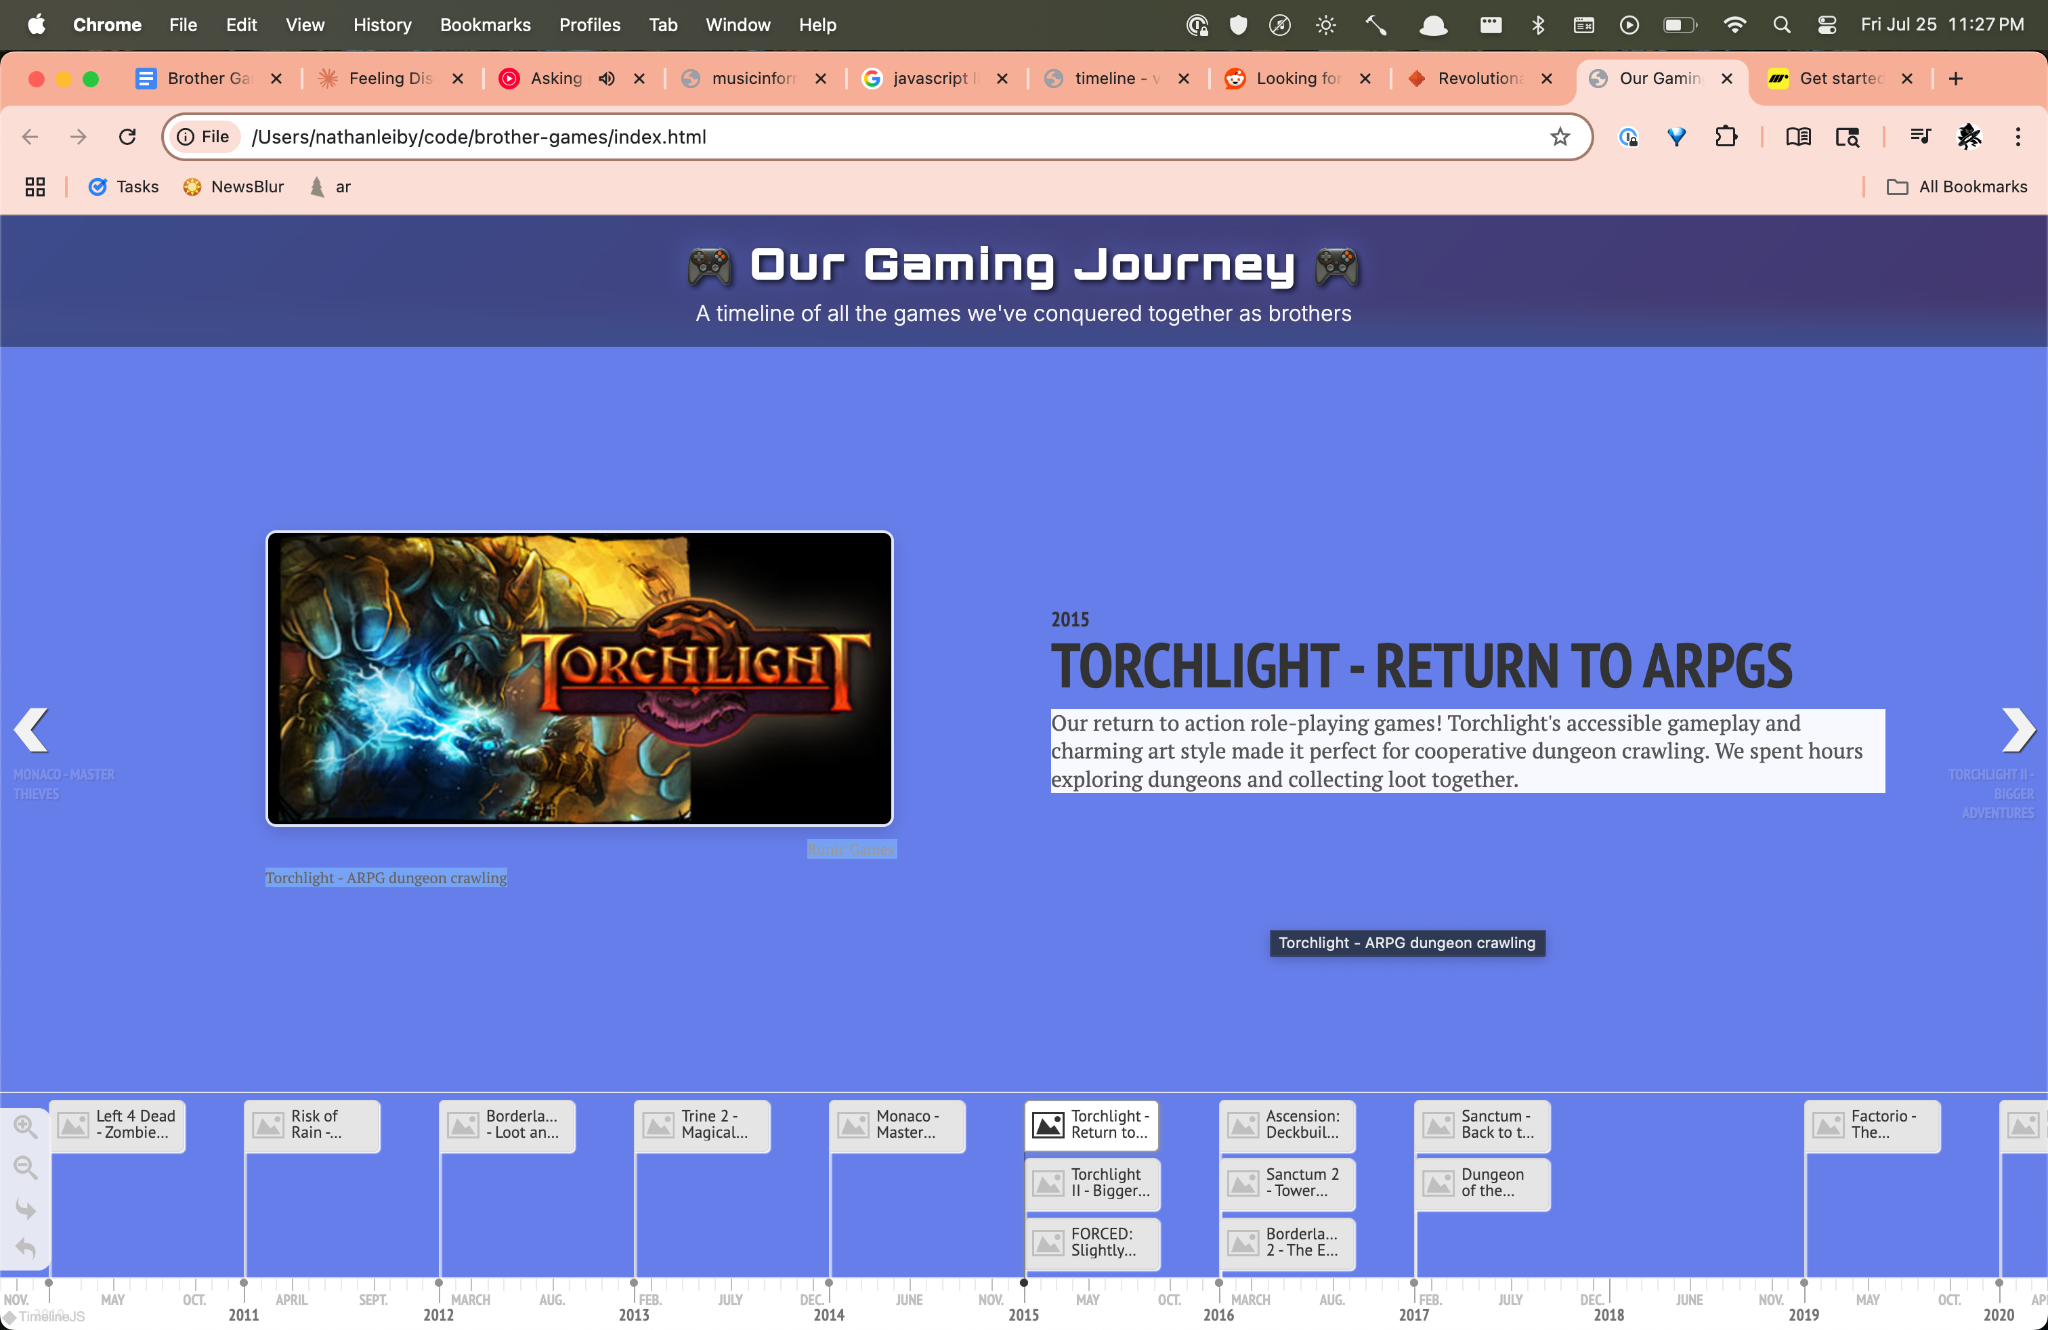 Chrome File Edit View History Bookmarks Profiles Tab Window Help Fri Jul 25 11:27 PM
Brother Ga Feeling Dis Asking musicinform javascript timeline - Looking for Revolutiona Our Gaming Get started
File /Users/nathanleiby/code/brother-games/index.html
Tasks NewsBlur ar All Bookmarks
Our Gaming Journey
A timeline of all the games we've conquered together as brothers
TORCHLIGHT
2015
TORCHLIGHT - RETURN TO ARPGS
Our return to action role-playing games! Torchlight's accessible gameplay and
charming art style made it perfect for cooperative dungeon crawling. We spent hours
exploring dungeons and collecting loot together.
MONACO - MASTER
THIEVES
TORCHLIGHT II -
BIGGER
ADVENTURES
Runic Games
Torchlight - ARPG dungeon crawling
Torchlight - ARPG dungeon crawling
Left 4 Dead
- Zombie...
Risk of
Rain -...
Borderla...
- Loot an...
Trine 2 -
Magical...
Monaco -
Master...
Torchlight -
Return to...
Ascension:
Deckbuil...
Sanctum -
Back to t...
Factorio -
The...
Torchlight
II - Bigger...
Sanctum 2
- Tower...
Dungeon
of the...
FORCED:
Slightly...
Borderla...
2 - The E...
NOV. MAY OCT. APRIL SEPT. MARCH AUG. FEB. JULY DEC. JUNE NOV. MAY OCT. MARCH AUG. FEB. JULY DEC. JUNE NOV. MAY OCT.
TimelineJS 2011 2012 2013 2014 2015 2016 2017 2018 2019 2020